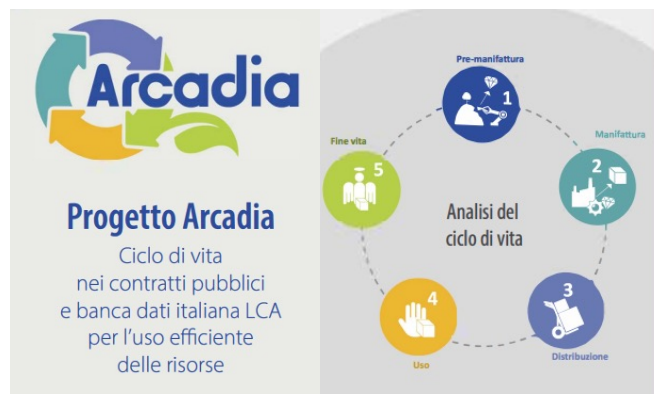 Arcadia
Progetto Arcadia
Ciclo di vita
nei contratti pubblici
e banca dati italiana LCA
per l'uso efficiente
delle risorse
Pre-manifattura
1
Manifattura
2
3
Distribuzione
4
Uso
Fine vita
5
Analisi del
ciclo di vita